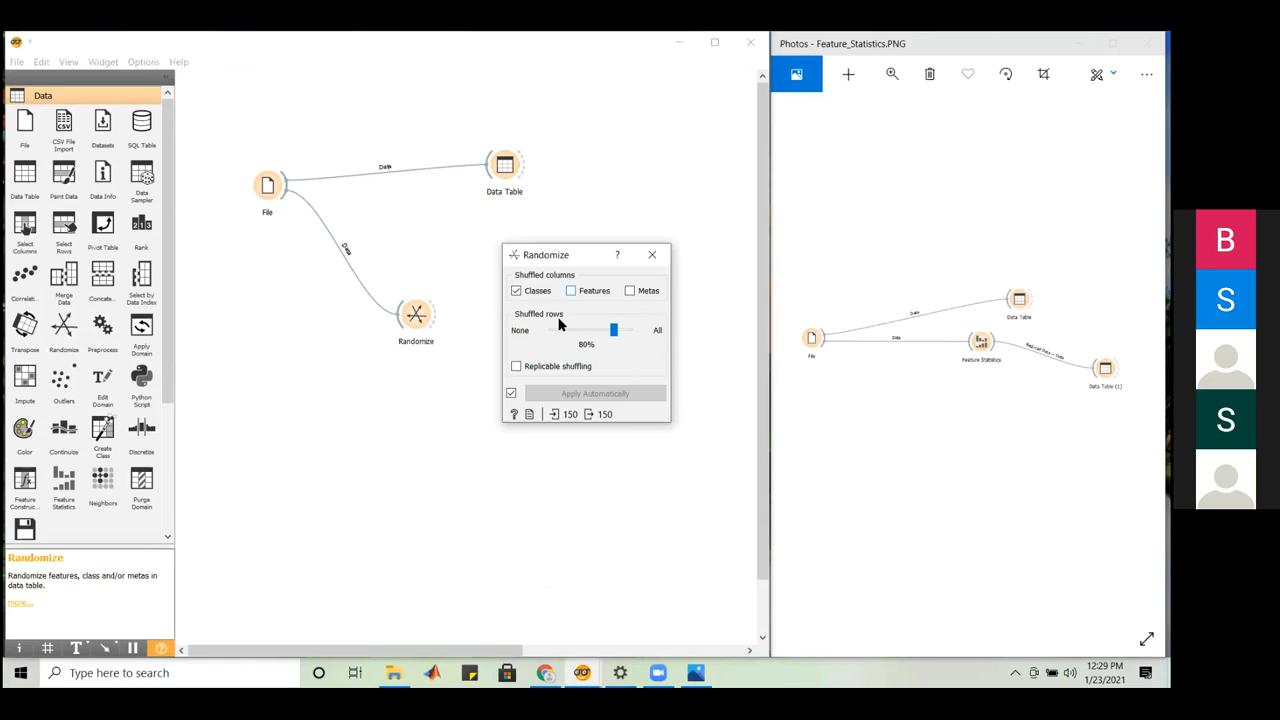 File Edit View Widget Options Help
Data
File
CSV File Import
Datasets
SQL Table
Data Table
Paint Data
Data Info
Data Sampler
Select Columns
Select Rows
Pivot Table
Rank
Correlati...
Merge Data
Concate...
Select by Data Index
Transpose
Randomize
Preprocess
Apply Domain
Impute
Outliers
Edit Domain
Python Script
Color
Continuize
Create Class
Discretize
Feature Construc...
Feature Statistics
Neighbors
Purge Domain
Randomize
Randomize features, class and/or metas in
data table.
more...
Data
Data Table
File
Data
Randomize
Randomize ?
Shuffled columns
Classes Features Metas
Shuffled rows
None All
80%
Replicable shuffling
Apply Automatically
? 150 150
Photos - Feature_Statistics.PNG
Data
Data Table
File
Data
Feature Statistics
Data Table (1)
B
S
S
Type here to search
12:29 PM
1/23/2021